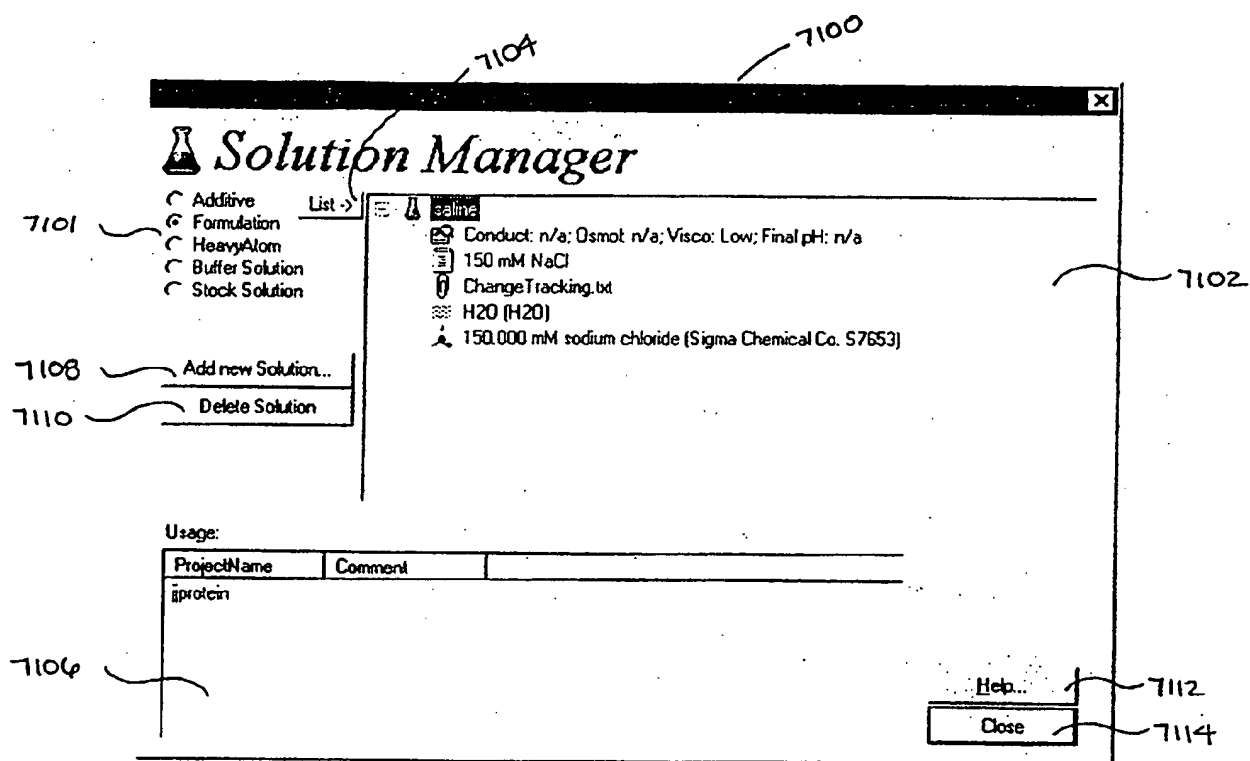 7104
7100
Solution Manager
Additive
List ->
Formulation
HeavyAtom
Buffer Solution
Stock Solution
7101
saline
Conduct: n/a; Osmot: n/a; Visco: Low; Final pH: n/a
150 mM NaCl
ChangeTracking.txt
H2O (H2O)
150.000 mM sodium chloride (Sigma Chemical Co. S7653)
7102
7108
Add new Solution...
7110
Delete Solution
Usage:
ProjectName
Comment
jjprotein
7106
Help...
7112
Close
7114